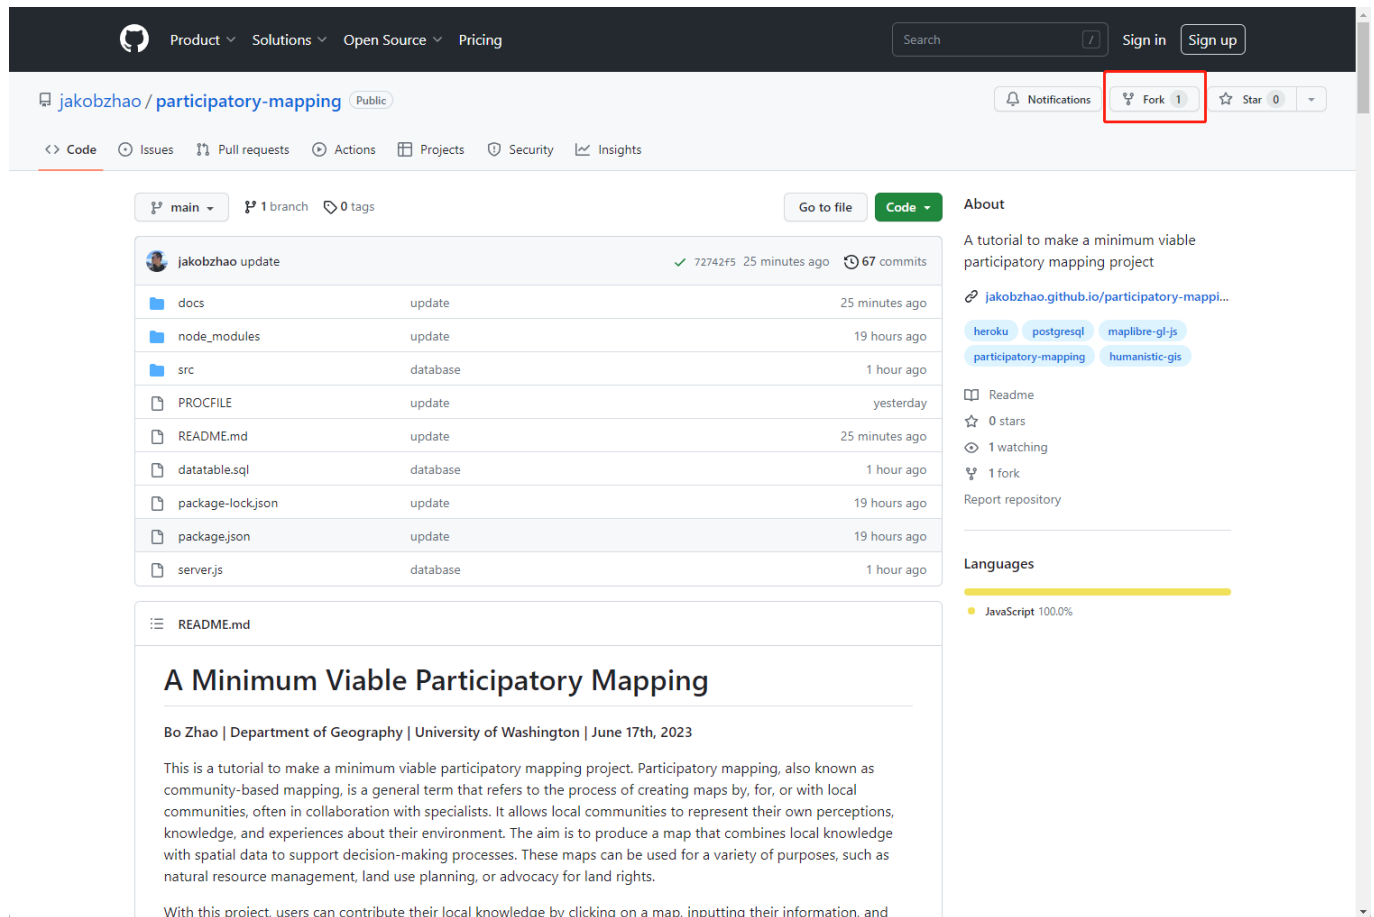 Product Solutions Open Source Pricing Search / Sign in Sign up
jakobzhao / participatory-mapping Public Notifications Fork 1 Star 0
Code Issues Pull requests Actions Projects Security Insights
main 1 branch 0 tags Go to file Code
jakobzhao update 72742f5 25 minutes ago 67 commits
docs update 25 minutes ago
node_modules update 19 hours ago
src database 1 hour ago
PROCFILE update yesterday
README.md update 25 minutes ago
datatable.sql database 1 hour ago
package-lock.json update 19 hours ago
package.json update 19 hours ago
server.js database 1 hour ago
README.md
A Minimum Viable Participatory Mapping
Bo Zhao | Department of Geography | University of Washington | June 17th, 2023
This is a tutorial to make a minimum viable participatory mapping project. Participatory mapping, also known as
community-based mapping, is a general term that refers to the process of creating maps by, for, or with local
communities, often in collaboration with specialists. It allows local communities to represent their own perceptions,
knowledge, and experiences about their environment. The aim is to produce a map that combines local knowledge
with spatial data to support decision-making processes. These maps can be used for a variety of purposes, such as
natural resource management, land use planning, or advocacy for land rights.
With this project, users can contribute their local knowledge by clicking on a map, inputting their information, and
About
A tutorial to make a minimum viable
participatory mapping project
jakobzhao.github.io/participatory-mappi...
heroku postgresql maplibre-gl-js
participatory-mapping humanistic-gis
Readme
0 stars
1 watching
1 fork
Report repository
Languages
JavaScript 100.0%